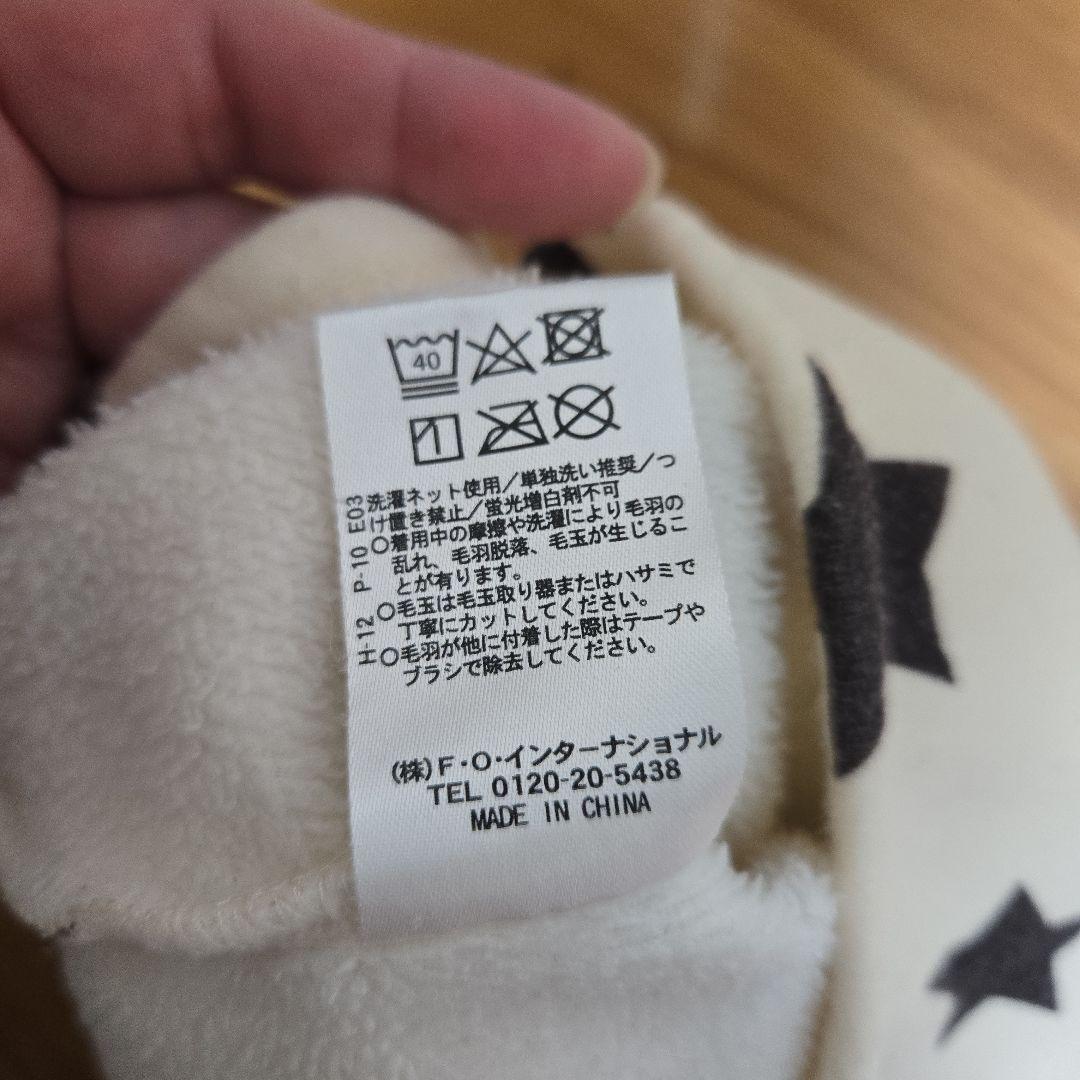 40
洗濯ネット使用/単独洗い推奨/つ
け置き禁止/蛍光増白剤不可
○着用中の摩擦や洗濯により毛羽の
乱れ、毛羽脱落、毛玉が生じるこ
とが有ります。
○毛玉は毛玉取り器またはハサミで
丁寧にカットしてください。
○毛羽が他に付着した際はテープや
ブラシで除去してください。
H-12 P-10 E03
(株)F・O・インターナショナル
TEL 0120-20-5438
MADE IN CHINA